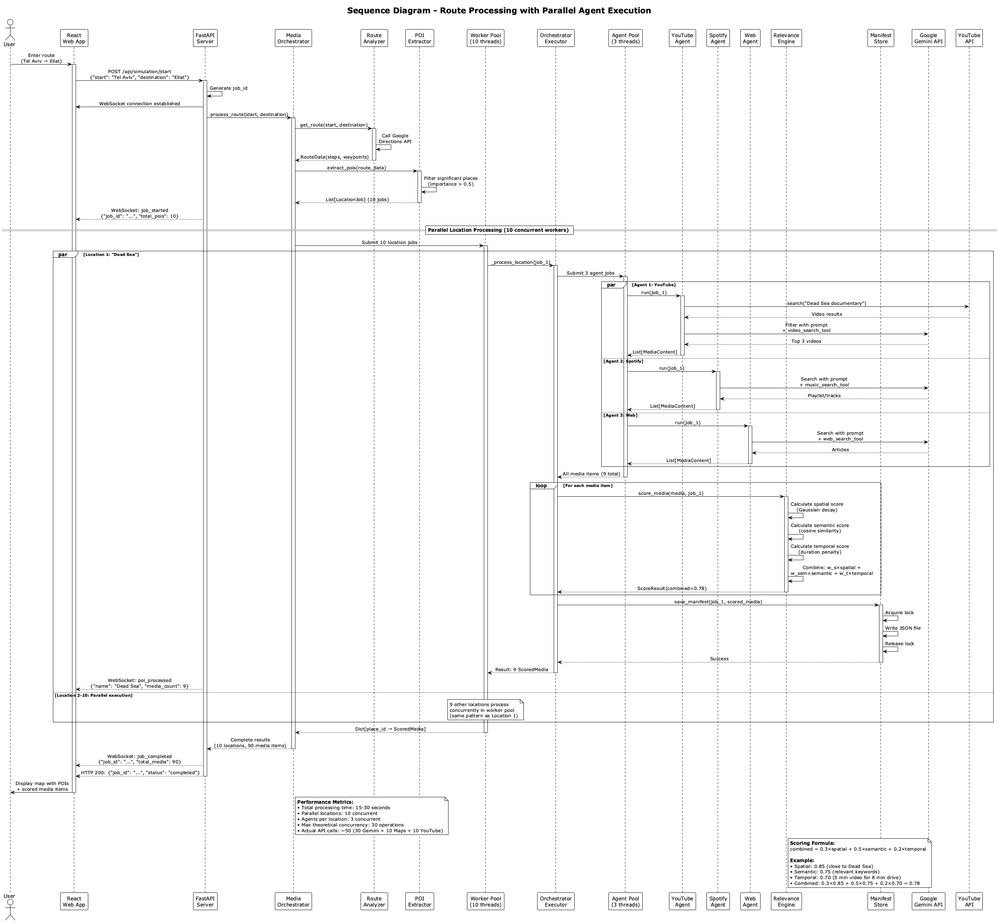 Sequence Diagram - Route Processing with Parallel Agent Execution
User
React
Web App
FastAPI
Server
Media
Orchestrator
Route
Analyzer
POI
Extractor
Worker Pool
(10 threads)
Orchestrator
Executor
Agent Pool
(3 threads)
YouTube
Agent
Spotify
Agent
Web
Agent
Relevance
Engine
Manifest
Store
Google
Gemini API
YouTube
API
Enter route
(Tel Aviv → Eilat)
POST /api/simulation/start
{"start": "Tel Aviv", "destination": "Eilat"}
Generate job_id
WebSocket connection established
process_route(start, destination)
get_route(start, destination)
Call Google
Directions API
RouteData(steps, waypoints)
extract_pois(route_data)
Filter significant places
(importance > 0.5)
List[LocationJob] (10 jobs)
WebSocket: job_started
{"job_id": "...", "total_pois": 10}
Parallel Location Processing (10 concurrent workers)
Submit 10 location jobs
par
[Location 1: "Dead Sea"]
_process_location(job_1)
Submit 3 agent jobs
par
[Agent 1: YouTube]
run(job_1)
search("Dead Sea documentary")
Video results
Filter with prompt
+ video_search_tool
Top 3 videos
List[MediaContent]
[Agent 2: Spotify]
run(job_1)
Search with prompt
+ music_search_tool
Playlist/tracks
List[MediaContent]
[Agent 3: Web]
run(job_1)
Search with prompt
+ web_search_tool
Articles
List[MediaContent]
All media items (9 total)
loop
[For each media item]
score_media(media, job_1)
Calculate spatial score
(Gaussian decay)
Calculate semantic score
(cosine similarity)
Calculate temporal score
(duration penalty)
Combine: w_s×spatial +
w_sem×semantic + w_t×temporal
ScoreResult(combined=0.78)
save_manifest(job_1, scored_media)
Acquire lock
Write JSON file
Release lock
Success
Result: 9 ScoredMedia
WebSocket: poi_processed
{"name": "Dead Sea", "media_count": 9}
[Location 2-10: Parallel execution]
9 other locations process
concurrently in worker pool
(same pattern as Location 1)
Dict[place_id → ScoredMedia]
Complete results
(10 locations, 90 media items)
WebSocket: job_completed
{"job_id": "...", "total_media": 90}
HTTP 200: {"job_id": "...", "status": "completed"}
Display map with POIs
+ scored media items
Performance Metrics:
• Total processing time: 15-30 seconds
• Parallel locations: 10 concurrent
• Agents per location: 3 concurrent
• Max theoretical concurrency: 30 operations
• Actual API calls: ~50 (30 Gemini + 10 Maps + 10 YouTube)
Scoring Formula:
combined = 0.3×spatial + 0.5×semantic + 0.2×temporal
Example:
• Spatial: 0.85 (close to Dead Sea)
• Semantic: 0.75 (relevant keywords)
• Temporal: 0.70 (5 min video for 8 min drive)
• Combined: 0.3×0.85 + 0.5×0.75 + 0.2×0.70 = 0.78
User
React
Web App
FastAPI
Server
Media
Orchestrator
Route
Analyzer
POI
Extractor
Worker Pool
(10 threads)
Orchestrator
Executor
Agent Pool
(3 threads)
YouTube
Agent
Spotify
Agent
Web
Agent
Relevance
Engine
Manifest
Store
Google
Gemini API
YouTube
API